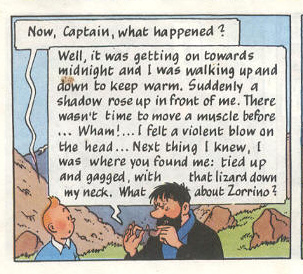 Now, Captain, what happened?
Well, it was getting on towards
midnight and I was walking up and
down to keep warm. Suddenly a
shadow rose up in front of me. There
wasn't time to move a muscle before
... Wham!... I felt a violent blow on
the head... Next thing I knew, I
was where you found me: tied up
and gagged, with that lizard down
my neck. What about Zorrino?